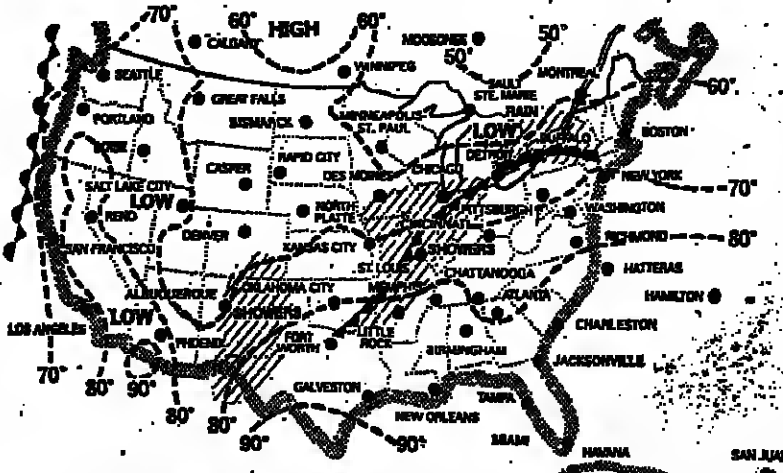 70°
60°
HIGH
60°
MOOSONEE
50°
50°
CALGARY
WINNIPEG
MONTREAL
SEATTLE
SAULT
STE. MARIE
60°
GREAT FALLS
RAIN
PORTLAND
BISMARCK
MINNEAPOLIS
ST. PAUL
LOW
BUFFALO
BOSTON
BOISE
RAPID CITY
DETROIT
CASPER
DES MOINES
CHICAGO
NEW YORK
SALT LAKE CITY
70°
LOW
NORTH
PLATTE
PITTSBURGH
WASHINGTON
RENO
CINCINNATI
DENVER
RICHMOND
80°
SAN FRANCISCO
KANSAS CITY
SHOWERS
ST. LOUIS
HATTERAS
CHATTANOOGA
ALBUQUERQUE
OKLAHOMA CITY
MEMPHIS
ATLANTA
HAMILTON
LOW
SHOWERS
LOS ANGELES
CHARLESTON
PHOENIX
FORT
WORTH
LITTLE
ROCK
BIRMINGHAM
JACKSONVILLE
70°
80°
90°
GALVESTON
TAMPA
80°
80°
NEW ORLEANS
90°
90°
MIAMI
HAVANA
SAN JUA